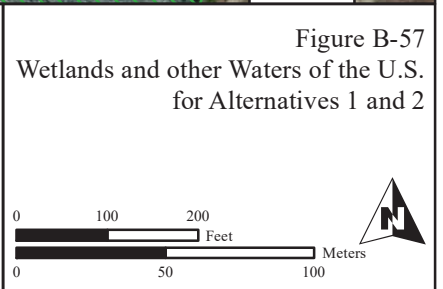 Figure B-57
Wetlands and other Waters of the U.S.
for Alternatives 1 and 2
0 100 200
Feet
N
Meters
0 50 100